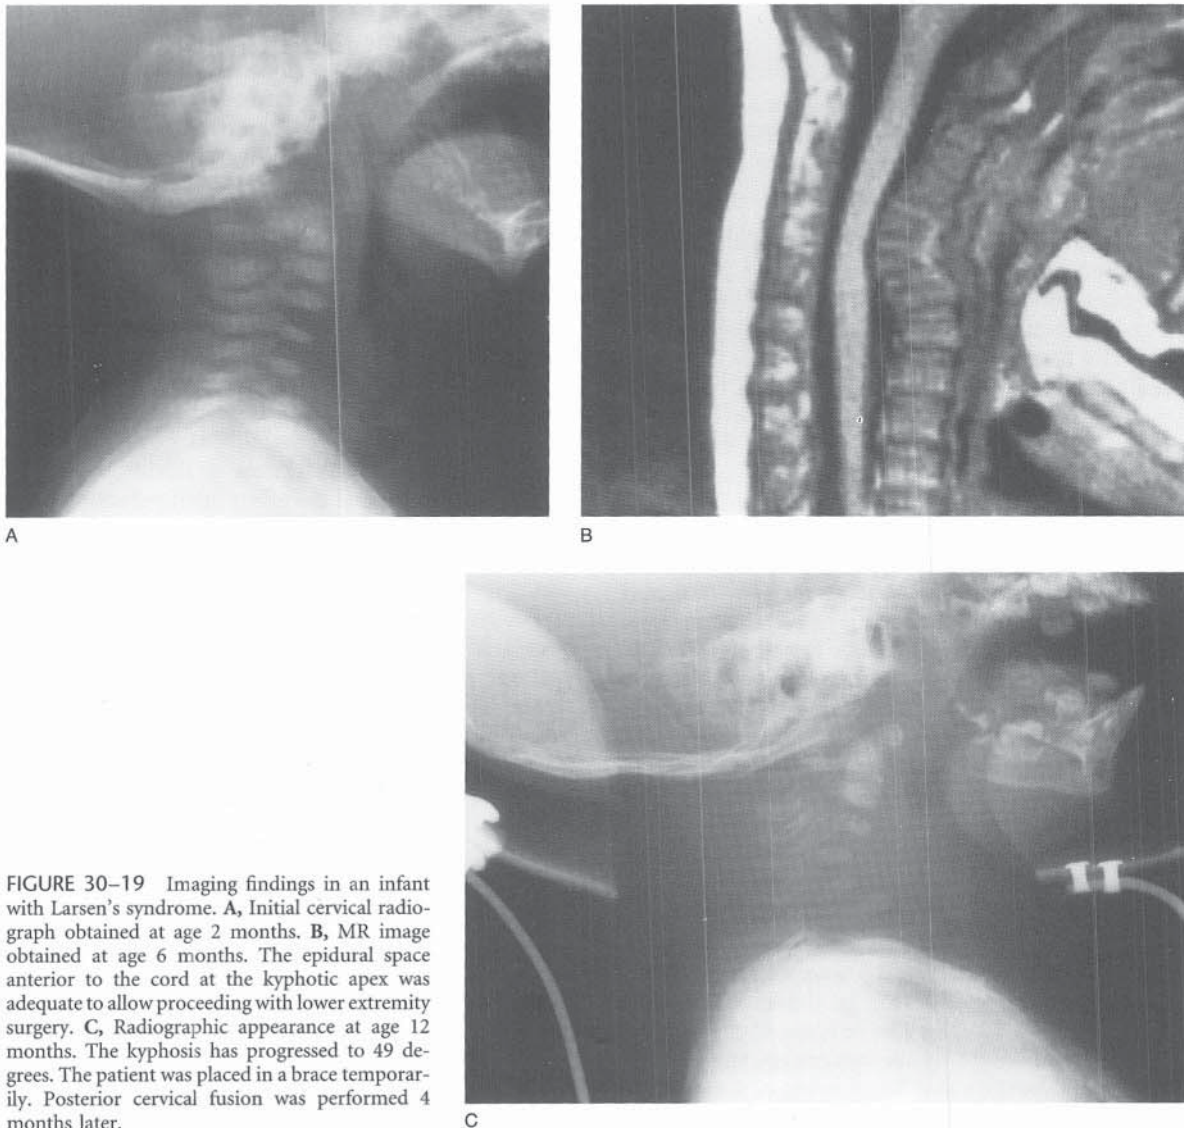 A
B
FIGURE 30–19 Imaging findings in an infant
with Larsen's syndrome. A, Initial cervical radio-
graph obtained at age 2 months. B, MR image
obtained at age 6 months. The epidural space
anterior to the cord at the kyphotic apex was
adequate to allow proceeding with lower extremity
surgery. C, Radiographic appearance at age 12
months. The kyphosis has progressed to 49 de-
grees. The patient was placed in a brace temporar-
ily. Posterior cervical fusion was performed 4
months later.
C